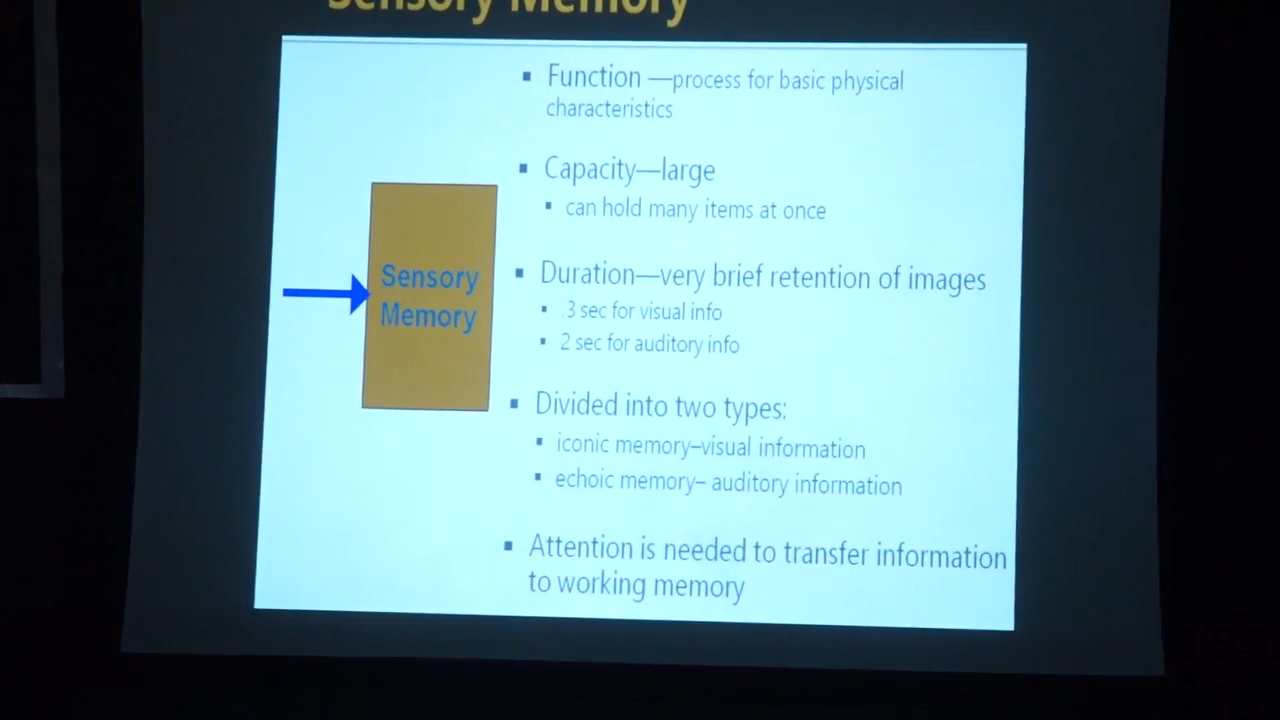 Sensory Memory
▪ Function —process for basic physical
characteristics
▪ Capacity—large
▪ can hold many items at once
Sensory
Memory
▪ Duration—very brief retention of images
▪ .3 sec for visual info
▪ 2 sec for auditory info
▪ Divided into two types:
▪ iconic memory–visual information
▪ echoic memory– auditory information
▪ Attention is needed to transfer information
to working memory